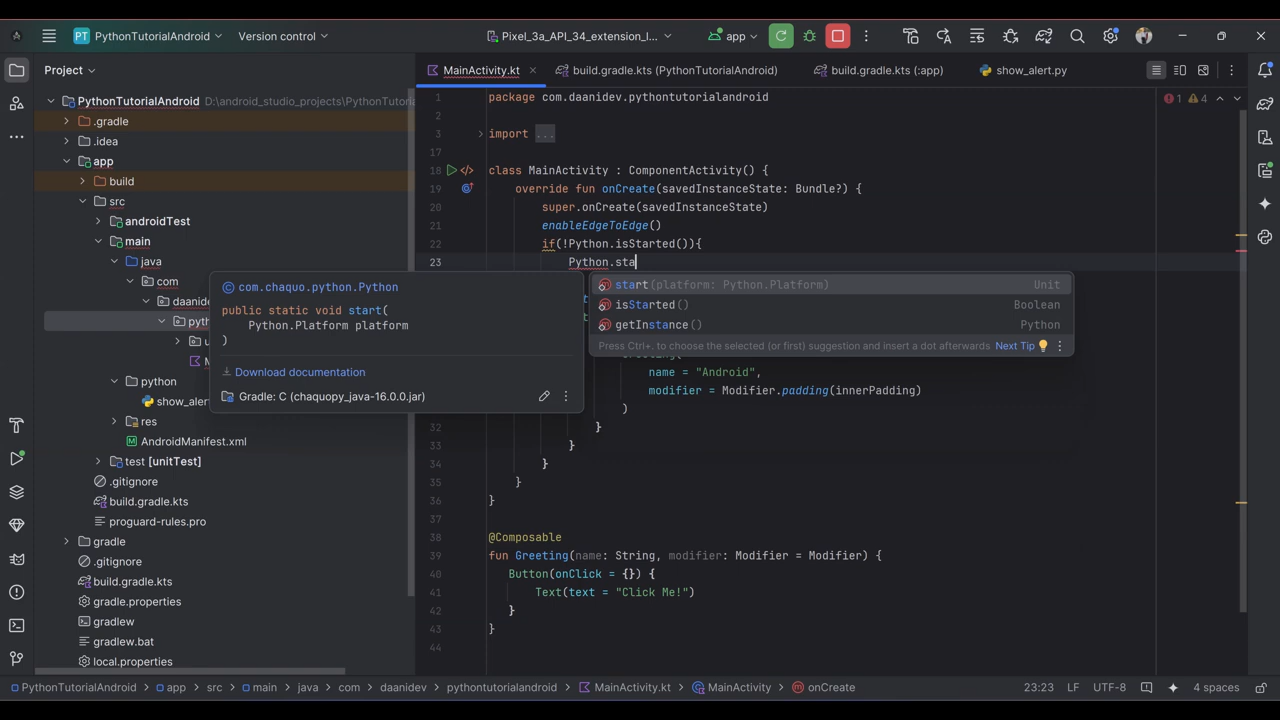 PT PythonTutorialAndroid Version control Pixel_3a_API_34_extension_l... app
Project
MainActivity.kt build.gradle.kts (PythonTutorialAndroid) build.gradle.kts (:app) show_alert.py
PythonTutorialAndroid D:\android_studio_projects\PythonTutorial
.gradle
.idea
app
build
src
androidTest
main
java
com
daanide
pyth
u
M
python
show_alert
res
AndroidManifest.xml
test [unitTest]
.gitignore
build.gradle.kts
proguard-rules.pro
gradle
.gitignore
build.gradle.kts
gradle.properties
gradlew
gradlew.bat
local.properties
1 package com.daanidev.pythontutorialandroid 1 4
2
3 import ...
17
18 class MainActivity : ComponentActivity() {
19 override fun onCreate(savedInstanceState: Bundle?) {
20 super.onCreate(savedInstanceState)
21 enableEdgeToEdge()
22 if(!Python.isStarted()){
23 Python.sta
com.chaquo.python.Python
public static void start(
Python.Platform platform
)
Download documentation
Gradle: C (chaquopy_java-16.0.0.jar)
start(platform: Python.Platform) Unit
isStarted() Boolean
getInstance() Python
Press Ctrl+. to choose the selected (or first) suggestion and insert a dot afterwards Next Tip
name = "Android",
modifier = Modifier.padding(innerPadding)
)
32 }
33 }
34 }
35 }
36 }
37
38 @Composable
39 fun Greeting(name: String, modifier: Modifier = Modifier) {
40 Button(onClick = {}) {
41 Text(text = "Click Me!")
42 }
43 }
44
PythonTutorialAndroid app src main java com daanidev pythontutorialandroid MainActivity.kt MainActivity onCreate 23:23 LF UTF-8 4 spaces